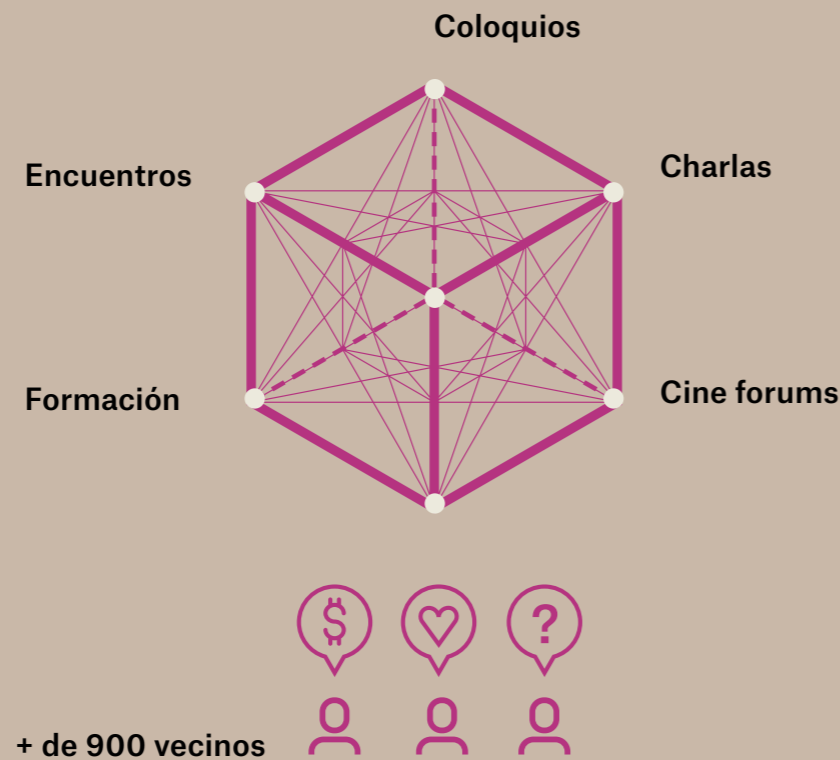 Coloquios
Encuentros
Charlas
Formación
Cine forums
$
?
+ de 900 vecinos